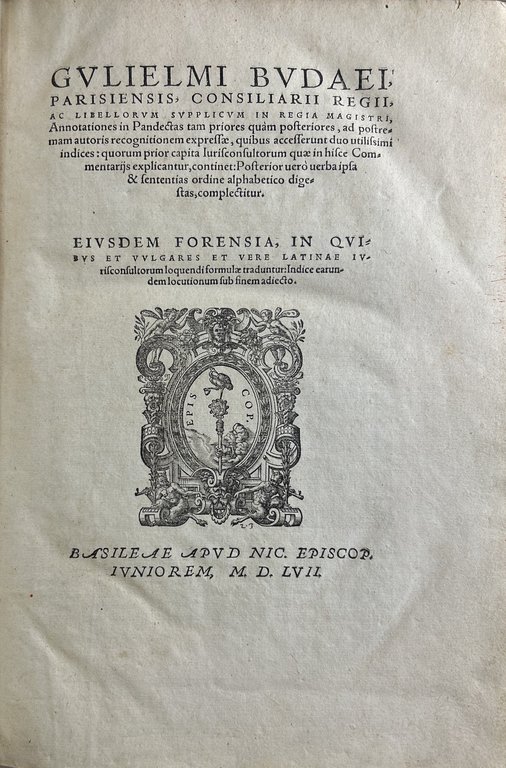 GVLIELMI BVDAEI,
PARISIENSIS, CONSILIARII REGII,
AC LIBELLORVM SVPPLICVM IN REGIA MAGISTRI,
Annotationes in Pandectas tam priores quàm posteriores, ad postre-
mam autoris recognitionem expressæ, quibus accesserunt duo utilissimi
indices: quorum prior capita Iurisconsultorum quæ in hisce Com-
mentarijs explicantur, continet: Posterior uerò uerba ipsa
& sententias ordine alphabetico dige-
stas, complectitur.
EIVSDEM FORENSIA, IN QVI-
BVS ET VVLGARES ET VERE LATINAE IV-
risconsultorum loquendi formulæ traduntur: Indice earun-
dem locutionum sub finem adiecto.
EPIS COP.
BASILEAE APVD NIC. EPISCOP.
IVNIOREM, M. D. LVII.